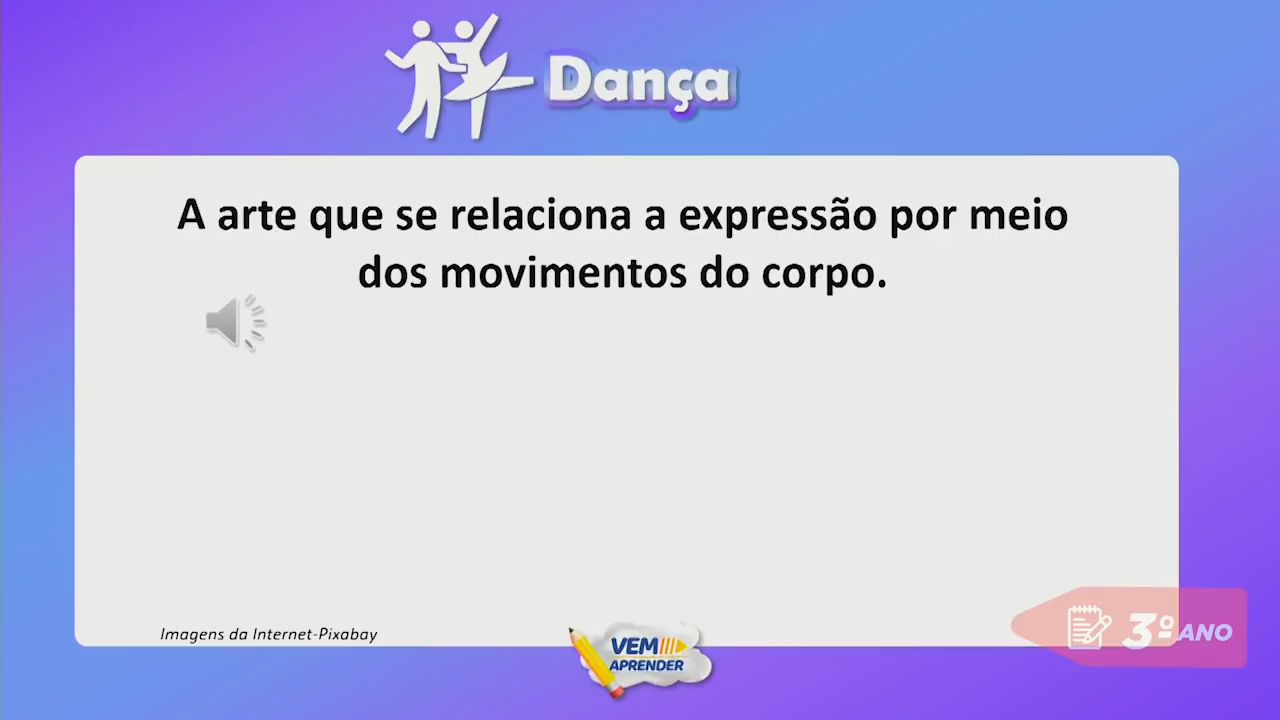 Dança
A arte que se relaciona a expressão por meio
dos movimentos do corpo.
Imagens da Internet-Pixabay
VEM
APRENDER
3º ANO